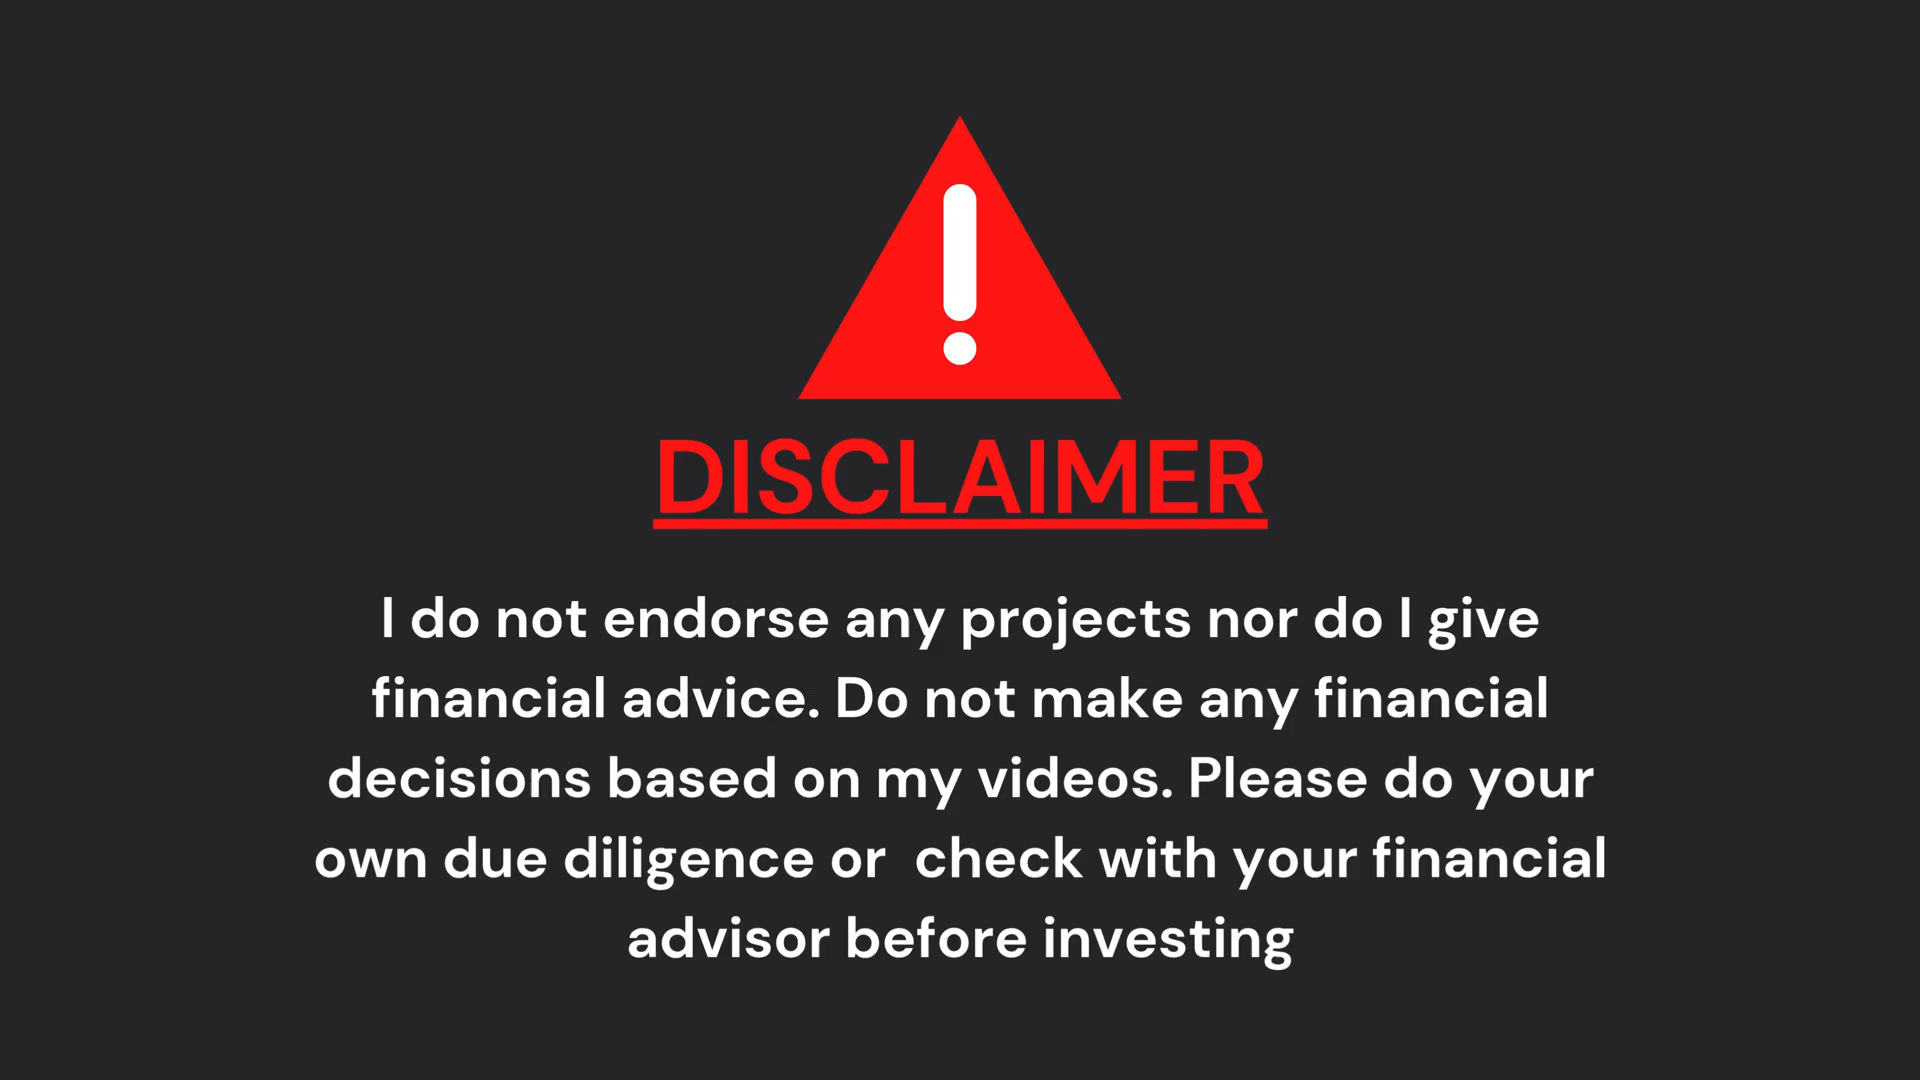 DISCLAIMER
I do not endorse any projects nor do I give
financial advice. Do not make any financial
decisions based on my videos. Please do your
own due diligence or  check with your financial
advisor before investing